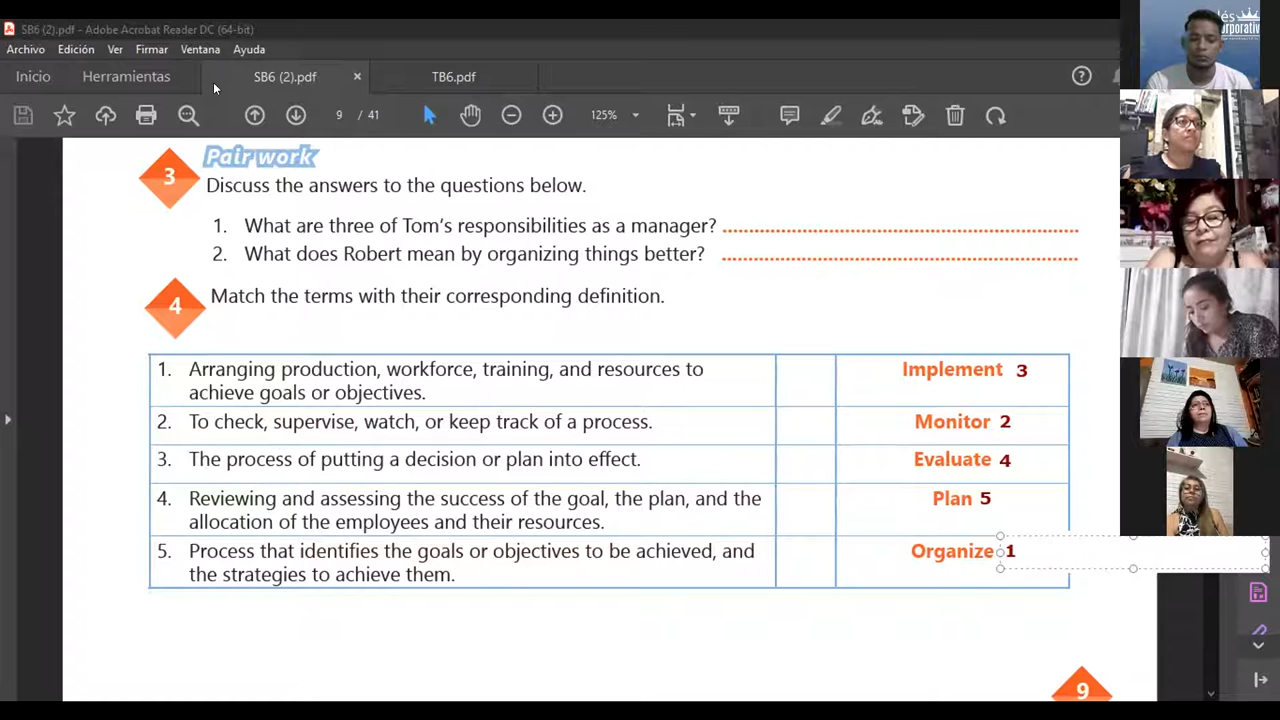 SB6 (2).pdf - Adobe Acrobat Reader DC (64-bit)
Archivo Edición Ver Firmar Ventana Ayuda
Inicio Herramientas SB6 (2).pdf × TB6.pdf
9 / 41 125%
3 Pair work
Discuss the answers to the questions below.
1. What are three of Tom's responsibilities as a manager?
2. What does Robert mean by organizing things better?
4 Match the terms with their corresponding definition.
1. Arranging production, workforce, training, and resources to Implement 3
achieve goals or objectives.
2. To check, supervise, watch, or keep track of a process. Monitor 2
3. The process of putting a decision or plan into effect. Evaluate 4
4. Reviewing and assessing the success of the goal, the plan, and the Plan 5
allocation of the employees and their resources.
5. Process that identifies the goals or objectives to be achieved, and Organize 1
the strategies to achieve them.
9